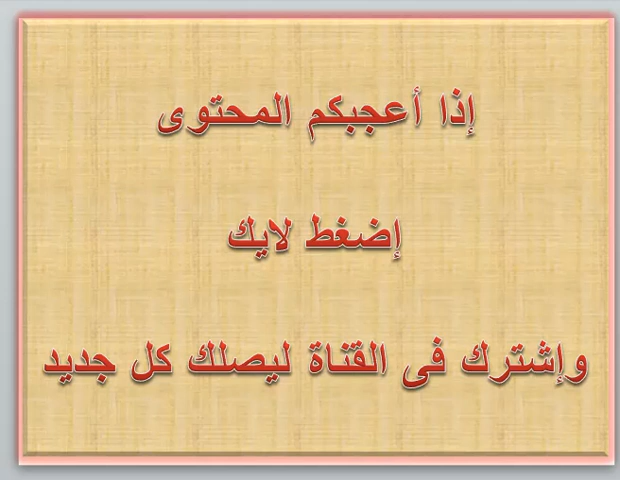 إذا أعجبكم المحتوى
إضغط لايك
وإشترك فى القناة ليصلك كل جديد